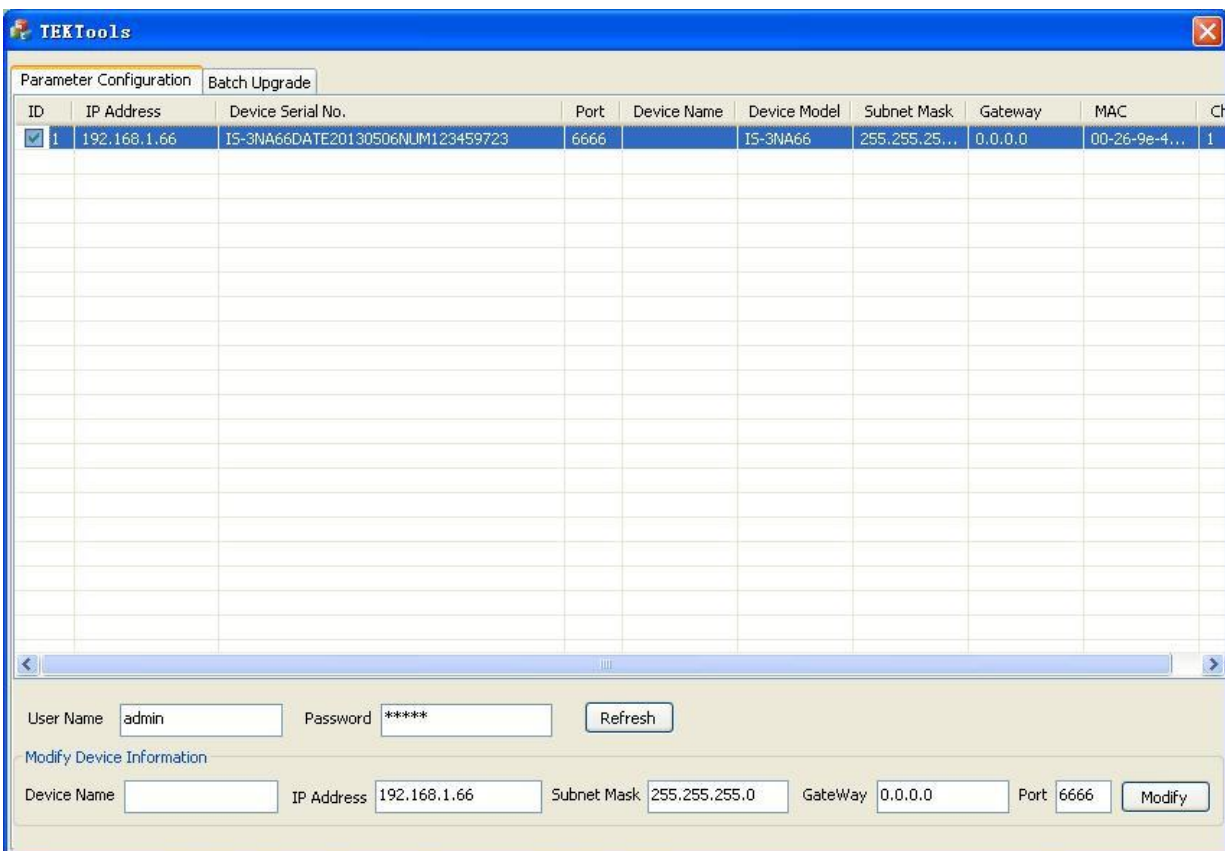 TEKTools
Parameter Configuration Batch Upgrade
ID IP Address Device Serial No. Port Device Name Device Model Subnet Mask Gateway MAC Ch
1 192.168.1.66 IS-3NA66DATE20130506NUM123459723 6666 IS-3NA66 255.255.25... 0.0.0.0 00-26-9e-4... 1
User Name admin Password ***** Refresh
Modify Device Information
Device Name IP Address 192.168.1.66 Subnet Mask 255.255.255.0 GateWay 0.0.0.0 Port 6666 Modify